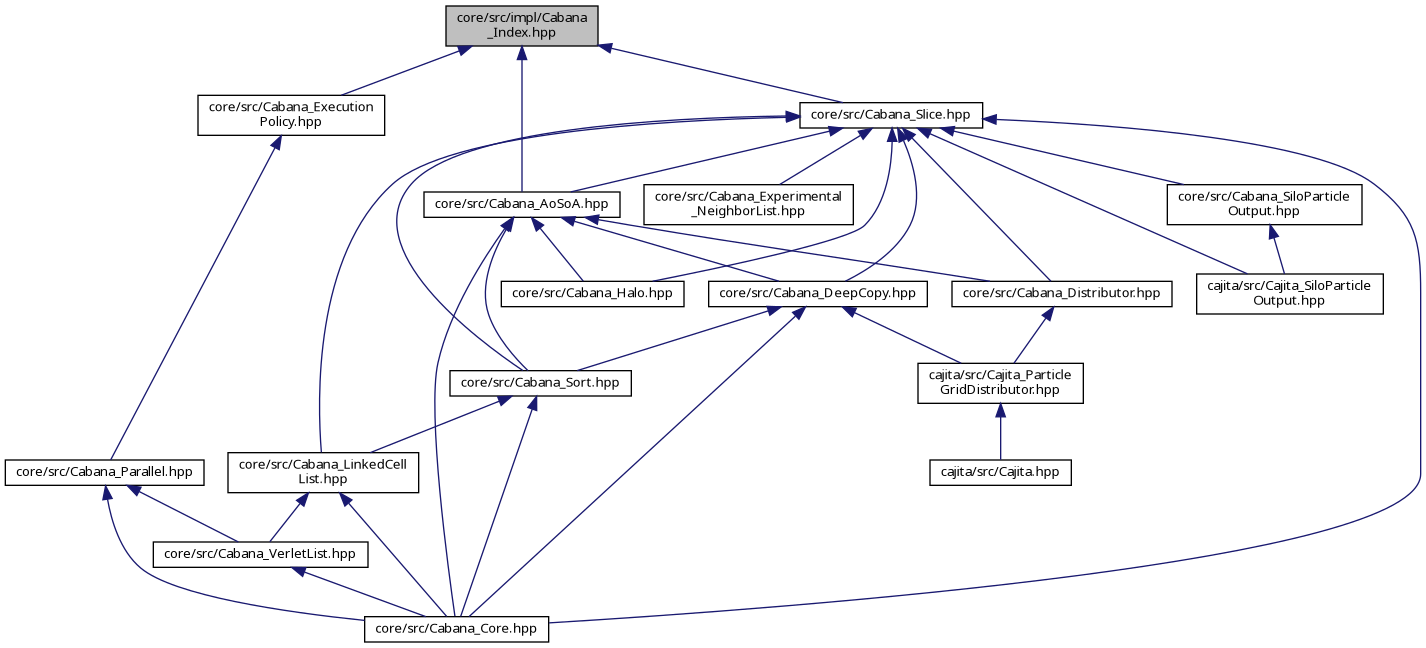 core/src/impl/Cabana
_Index.hpp
core/src/Cabana_Execution
Policy.hpp
core/src/Cabana_Slice.hpp
core/src/Cabana_AoSoA.hpp
core/src/Cabana_Experimental
_NeighborList.hpp
core/src/Cabana_SiloParticle
Output.hpp
core/src/Cabana_Halo.hpp
core/src/Cabana_DeepCopy.hpp
core/src/Cabana_Distributor.hpp
cajita/src/Cajita_SiloParticle
Output.hpp
core/src/Cabana_Sort.hpp
cajita/src/Cajita_Particle
GridDistributor.hpp
core/src/Cabana_Parallel.hpp
core/src/Cabana_LinkedCell
List.hpp
cajita/src/Cajita.hpp
core/src/Cabana_VerletList.hpp
core/src/Cabana_Core.hpp